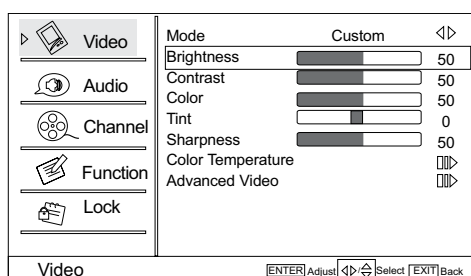 Video
Audio
Channel
Function
Lock
Mode Custom
Brightness 50
Contrast 50
Color 50
Tint 0
Sharpness 50
Color Temperature
Advanced Video
Video ENTER Adjust / Select EXIT Back